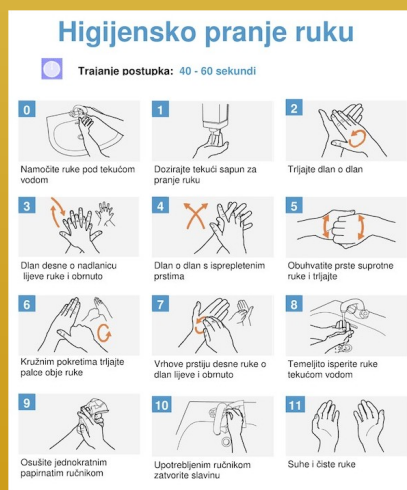 Higijensko pranje ruku
Trajanje postupka: 40 - 60 sekundi
0
Namočite ruke pod tekućom
vodom
1
Dozirajte tekući sapun za
pranje ruku
2
Trljajte dlan o dlan
3
Dlan desne o nadlanicu
lijeve ruke i obrnuto
4
Dlan o dlan s isprepletenim
prstima
5
Obuhvatite prste suprotne
ruke i trljajte
6
Kružnim pokretima trljajte
palce obje ruke
7
Vrhove prstiju desne ruke o
dlan lijeve i obrnuto
8
Temeljito isperite ruke
tekućom vodom
9
Osušite jednokratnim
papirnatim ručnikom
10
Upotrebljenim ručnikom
zatvorite slavinu
11
Suhe i čiste ruke